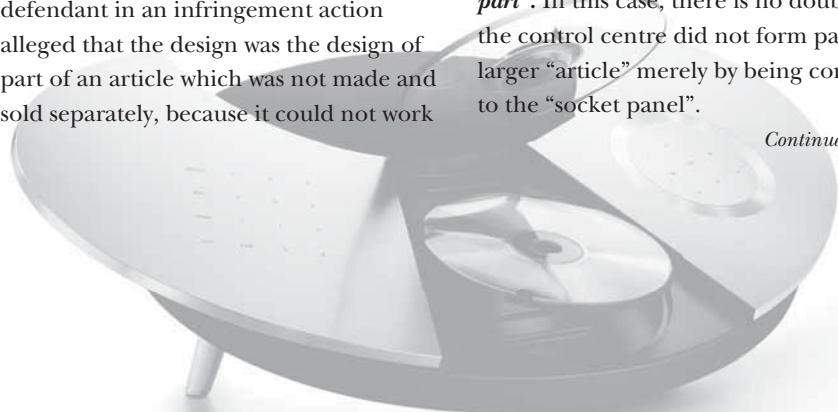 defendant in an infringement action
alleged that the design was the design of
part of an article which was not made and
sold separately, because it could not work
part”. In this case, there is no doub
the control centre did not form pa
larger “article” merely by being con
to the “socket panel”.
Continu